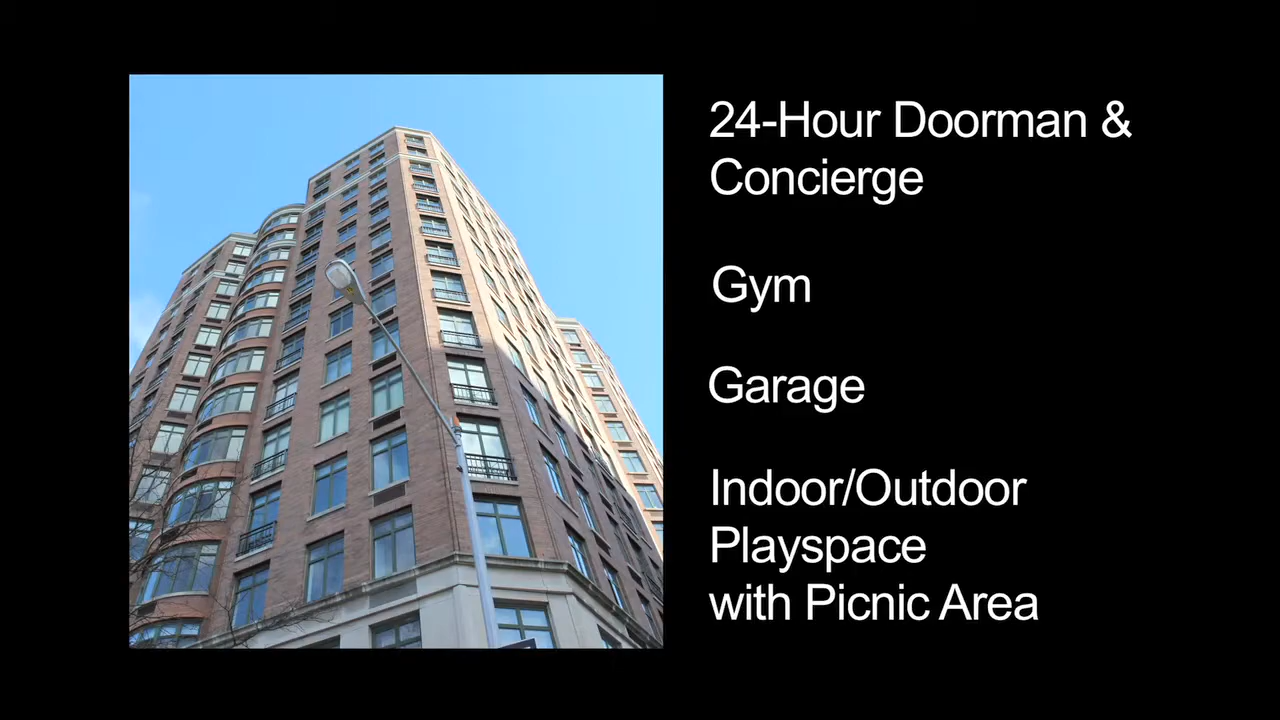 24-Hour Doorman &
Concierge
Gym
Garage
Indoor/Outdoor
Playspace
with Picnic Area